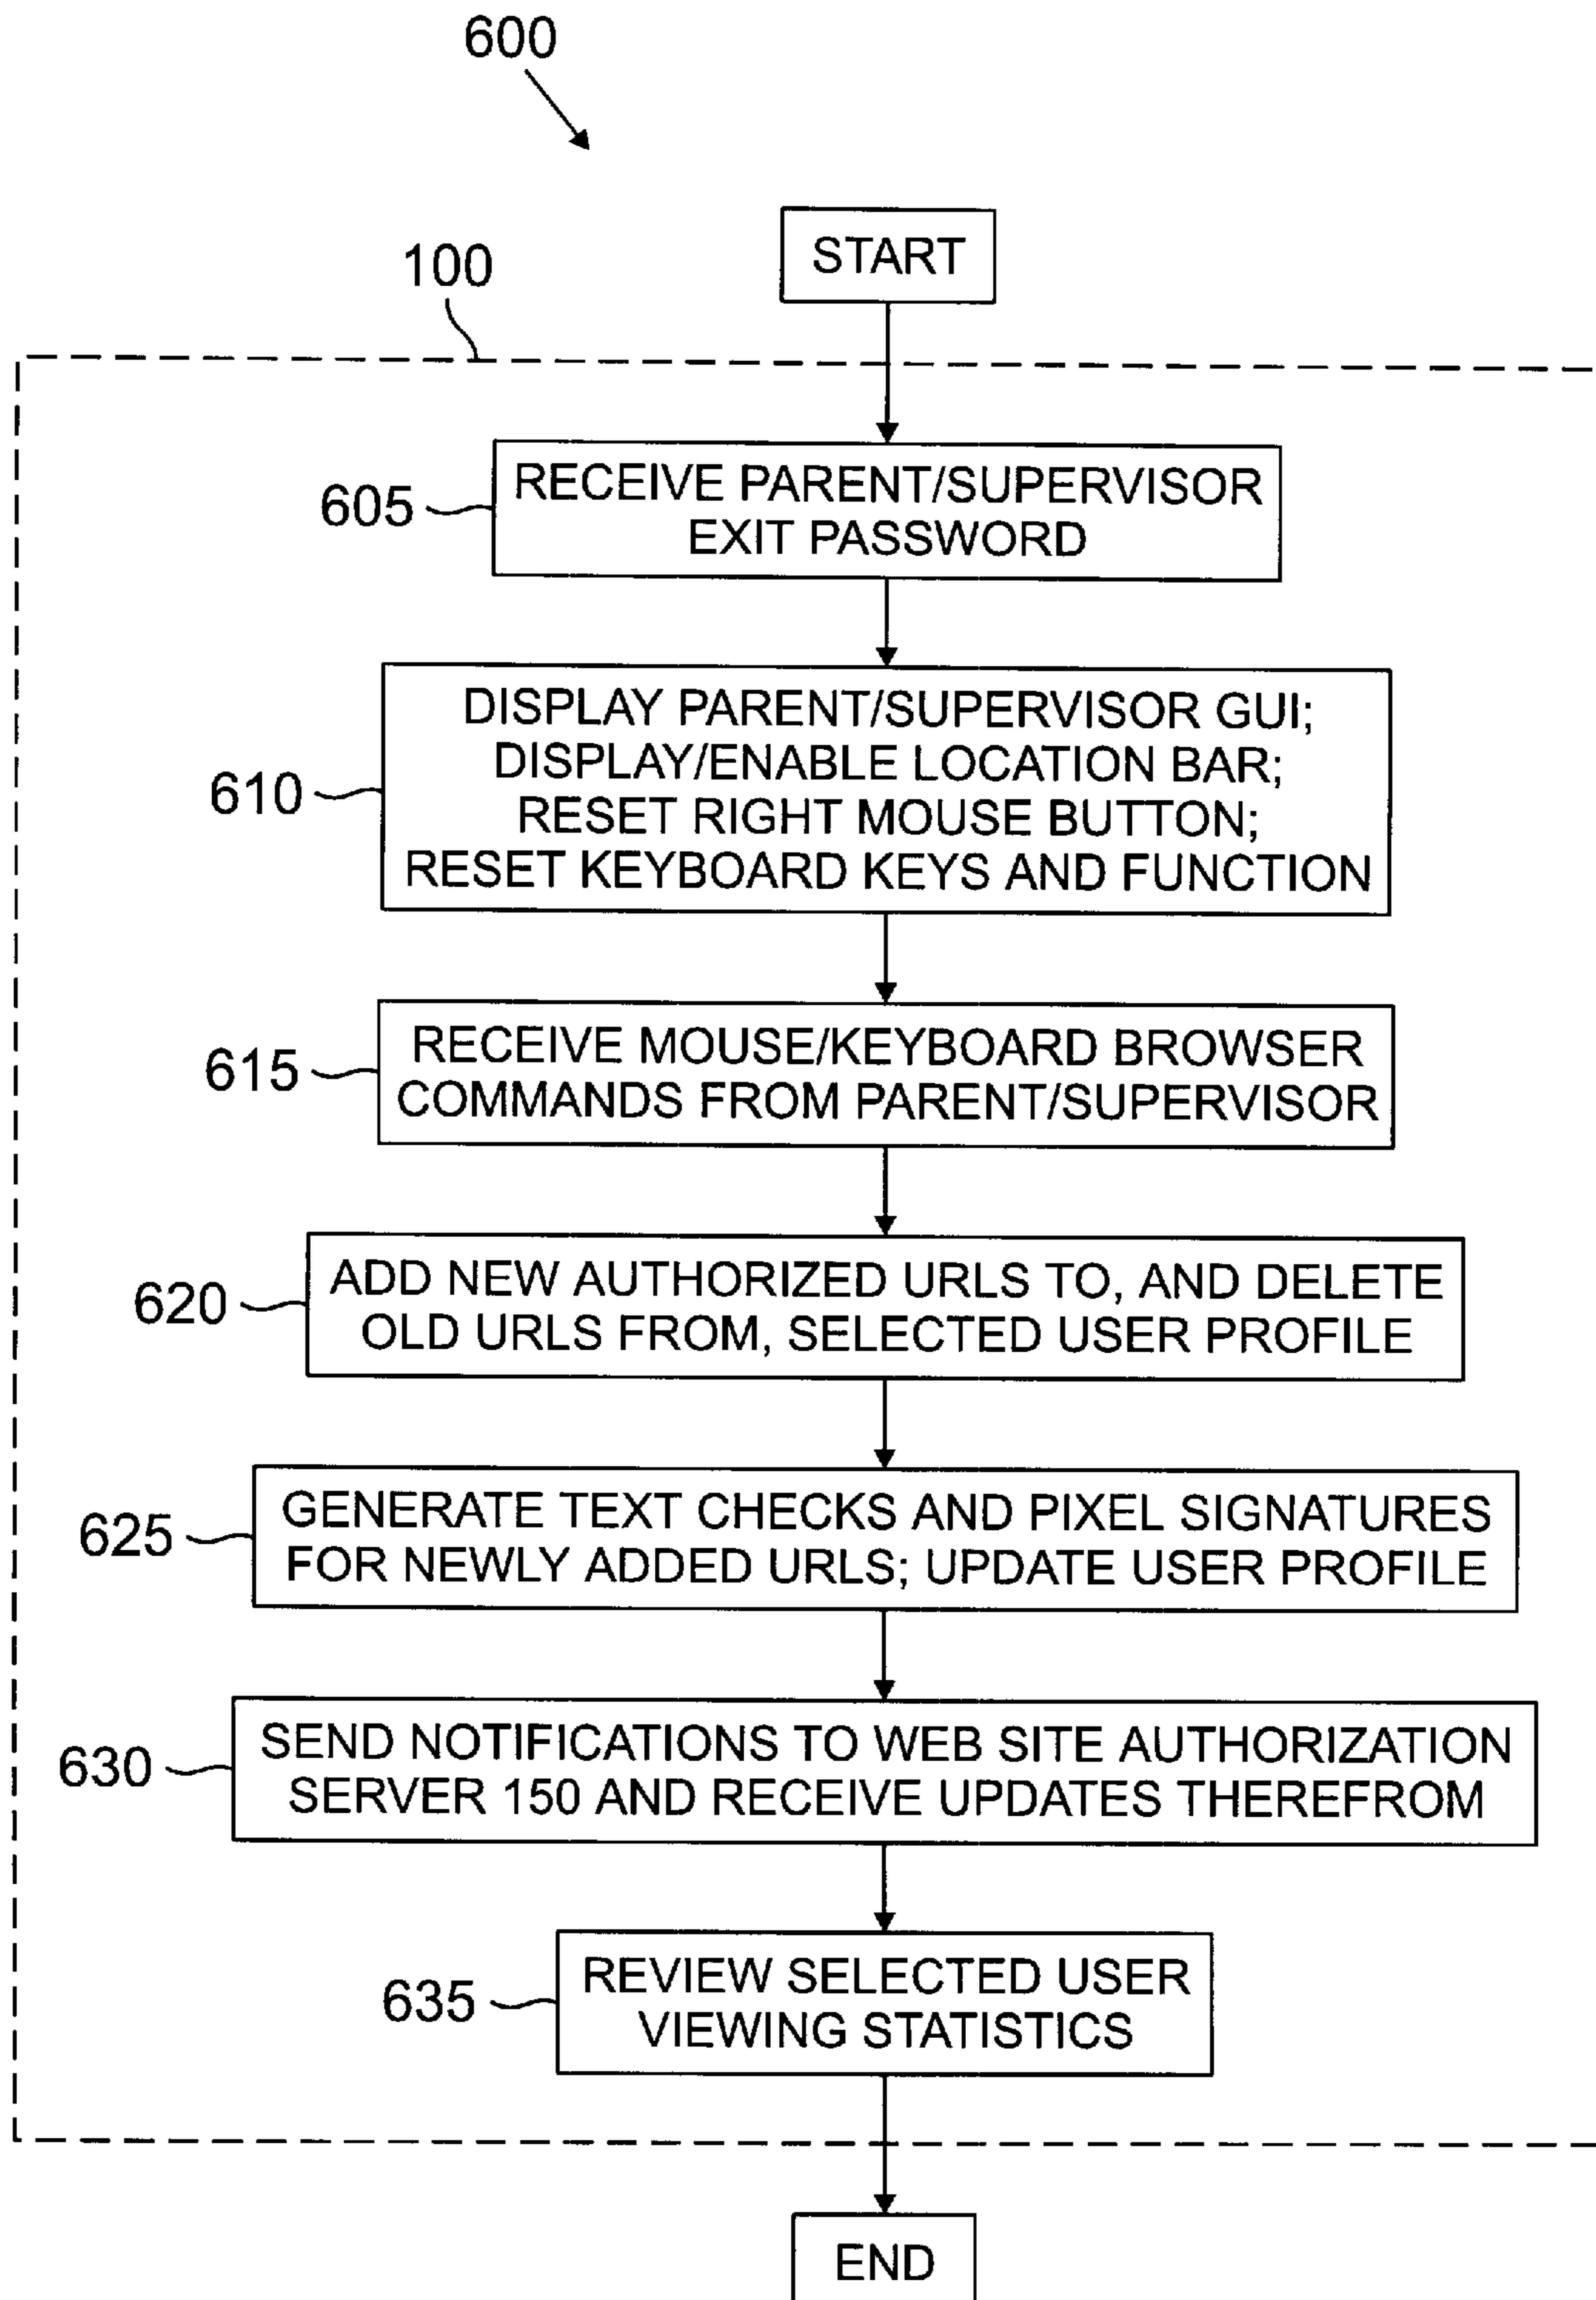 600
START
100
605
RECEIVE PARENT/SUPERVISOR
EXIT PASSWORD
610
DISPLAY PARENT/SUPERVISOR GUI;
DISPLAY/ENABLE LOCATION BAR;
RESET RIGHT MOUSE BUTTON;
RESET KEYBOARD KEYS AND FUNCTION
615
RECEIVE MOUSE/KEYBOARD BROWSER
COMMANDS FROM PARENT/SUPERVISOR
620
ADD NEW AUTHORIZED URLS TO, AND DELETE
OLD URLS FROM, SELECTED USER PROFILE
625
GENERATE TEXT CHECKS AND PIXEL SIGNATURES
FOR NEWLY ADDED URLS; UPDATE USER PROFILE
630
SEND NOTIFICATIONS TO WEB SITE AUTHORIZATION
SERVER 150 AND RECEIVE UPDATES THEREFROM
635
REVIEW SELECTED USER
VIEWING STATISTICS
END